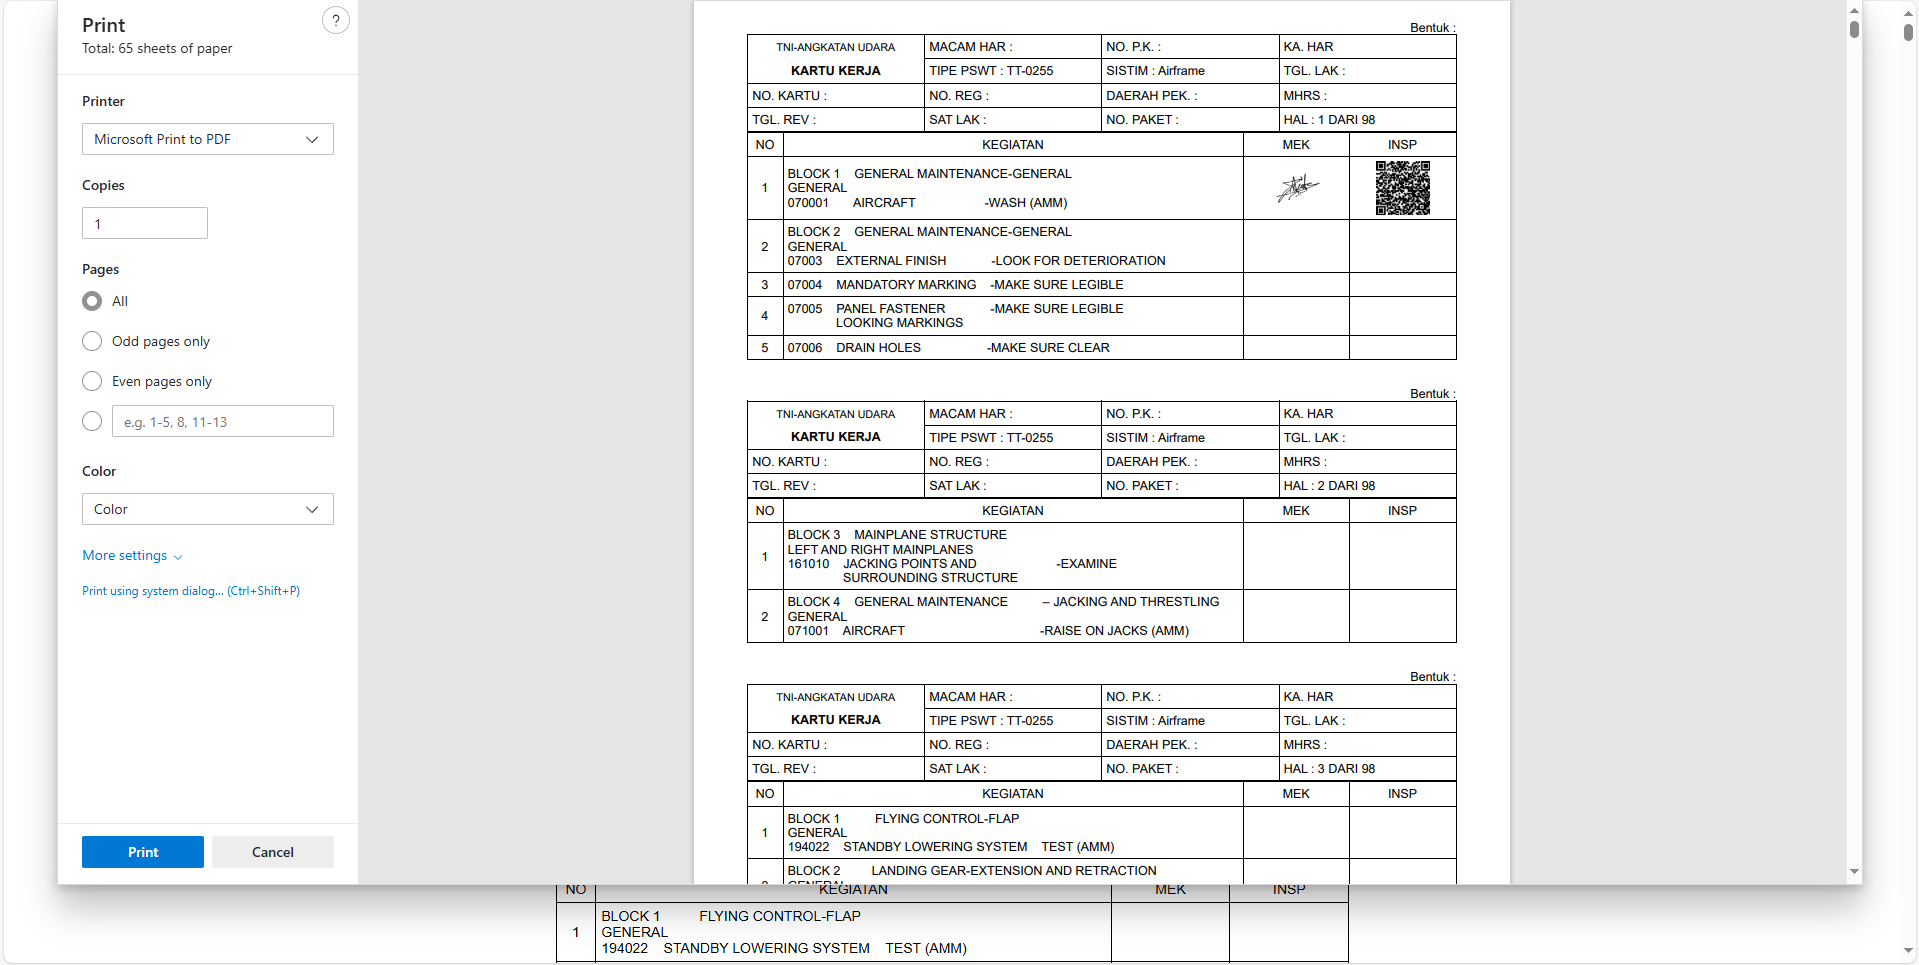 Print
?
Total: 65 sheets of paper
Printer
Microsoft Print to PDF
Copies
1
Pages
All
Odd pages only
Even pages only
e.g. 1-5, 8, 11-13
Color
Color
More settings
Print using system dialog... (Ctrl+Shift+P)
Print Cancel
Bentuk :
TNI-ANGKATAN UDARA MACAM HAR : NO. P.K. : KA. HAR
KARTU KERJA TIPE PSWT : TT-0255 SISTIM : Airframe TGL. LAK :
NO. KARTU : NO. REG : DAERAH PEK. : MHRS :
TGL. REV : SAT LAK : NO. PAKET : HAL : 1 DARI 98
NO KEGIATAN MEK INSP
BLOCK 1 GENERAL MAINTENANCE-GENERAL
1 GENERAL
070001 AIRCRAFT -WASH (AMM)
BLOCK 2 GENERAL MAINTENANCE-GENERAL
2 GENERAL
07003 EXTERNAL FINISH -LOOK FOR DETERIORATION
3 07004 MANDATORY MARKING -MAKE SURE LEGIBLE
4 07005 PANEL FASTENER -MAKE SURE LEGIBLE
LOOKING MARKINGS
5 07006 DRAIN HOLES -MAKE SURE CLEAR
Bentuk :
TNI-ANGKATAN UDARA MACAM HAR : NO. P.K. : KA. HAR
KARTU KERJA TIPE PSWT : TT-0255 SISTIM : Airframe TGL. LAK :
NO. KARTU : NO. REG : DAERAH PEK. : MHRS :
TGL. REV : SAT LAK : NO. PAKET : HAL : 2 DARI 98
NO KEGIATAN MEK INSP
BLOCK 3 MAINPLANE STRUCTURE
1 LEFT AND RIGHT MAINPLANES
161010 JACKING POINTS AND -EXAMINE
SURROUNDING STRUCTURE
BLOCK 4 GENERAL MAINTENANCE – JACKING AND THRESTLING
2 GENERAL
071001 AIRCRAFT -RAISE ON JACKS (AMM)
Bentuk :
TNI-ANGKATAN UDARA MACAM HAR : NO. P.K. : KA. HAR
KARTU KERJA TIPE PSWT : TT-0255 SISTIM : Airframe TGL. LAK :
NO. KARTU : NO. REG : DAERAH PEK. : MHRS :
TGL. REV : SAT LAK : NO. PAKET : HAL : 3 DARI 98
NO KEGIATAN MEK INSP
BLOCK 1 FLYING CONTROL-FLAP
1 GENERAL
194022 STANDBY LOWERING SYSTEM TEST (AMM)
BLOCK 2 LANDING GEAR-EXTENSION AND RETRACTION
NO KEGIATAN MEK INSP
BLOCK 1 FLYING CONTROL-FLAP
1 GENERAL
194022 STANDBY LOWERING SYSTEM TEST (AMM)